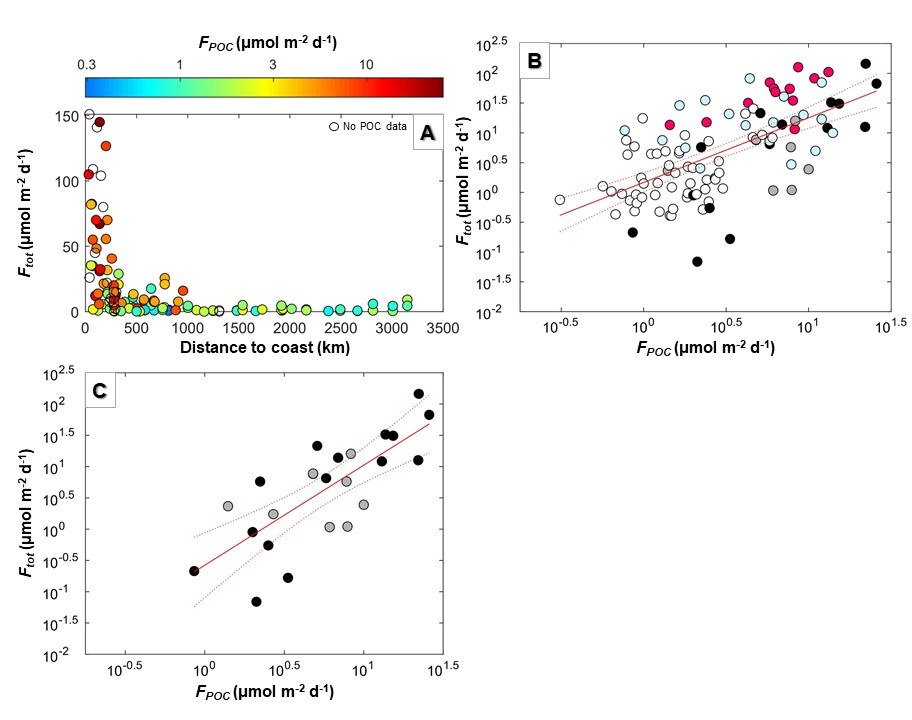 F_POC (µmol m⁻² d⁻¹)
0.3 1 3 10
A
No POC data
F_tot (µmol m⁻² d⁻¹)
150
100
50
0
0 500 1000 1500 2000 2500 3000 3500
Distance to coast (km)
B
F_tot (µmol m⁻² d⁻¹)
10^2.5
10^2
10^1.5
10^1
10^0.5
10^0
10^-0.5
10^-1
10^-1.5
10^-2
10^-0.5 10^0 10^0.5 10^1 10^1.5
F_POC (µmol m⁻² d⁻¹)
C
F_tot (µmol m⁻² d⁻¹)
10^2.5
10^2
10^1.5
10^1
10^0.5
10^0
10^-0.5
10^-1
10^-1.5
10^-2
10^-0.5 10^0 10^0.5 10^1 10^1.5
F_POC (µmol m⁻² d⁻¹)